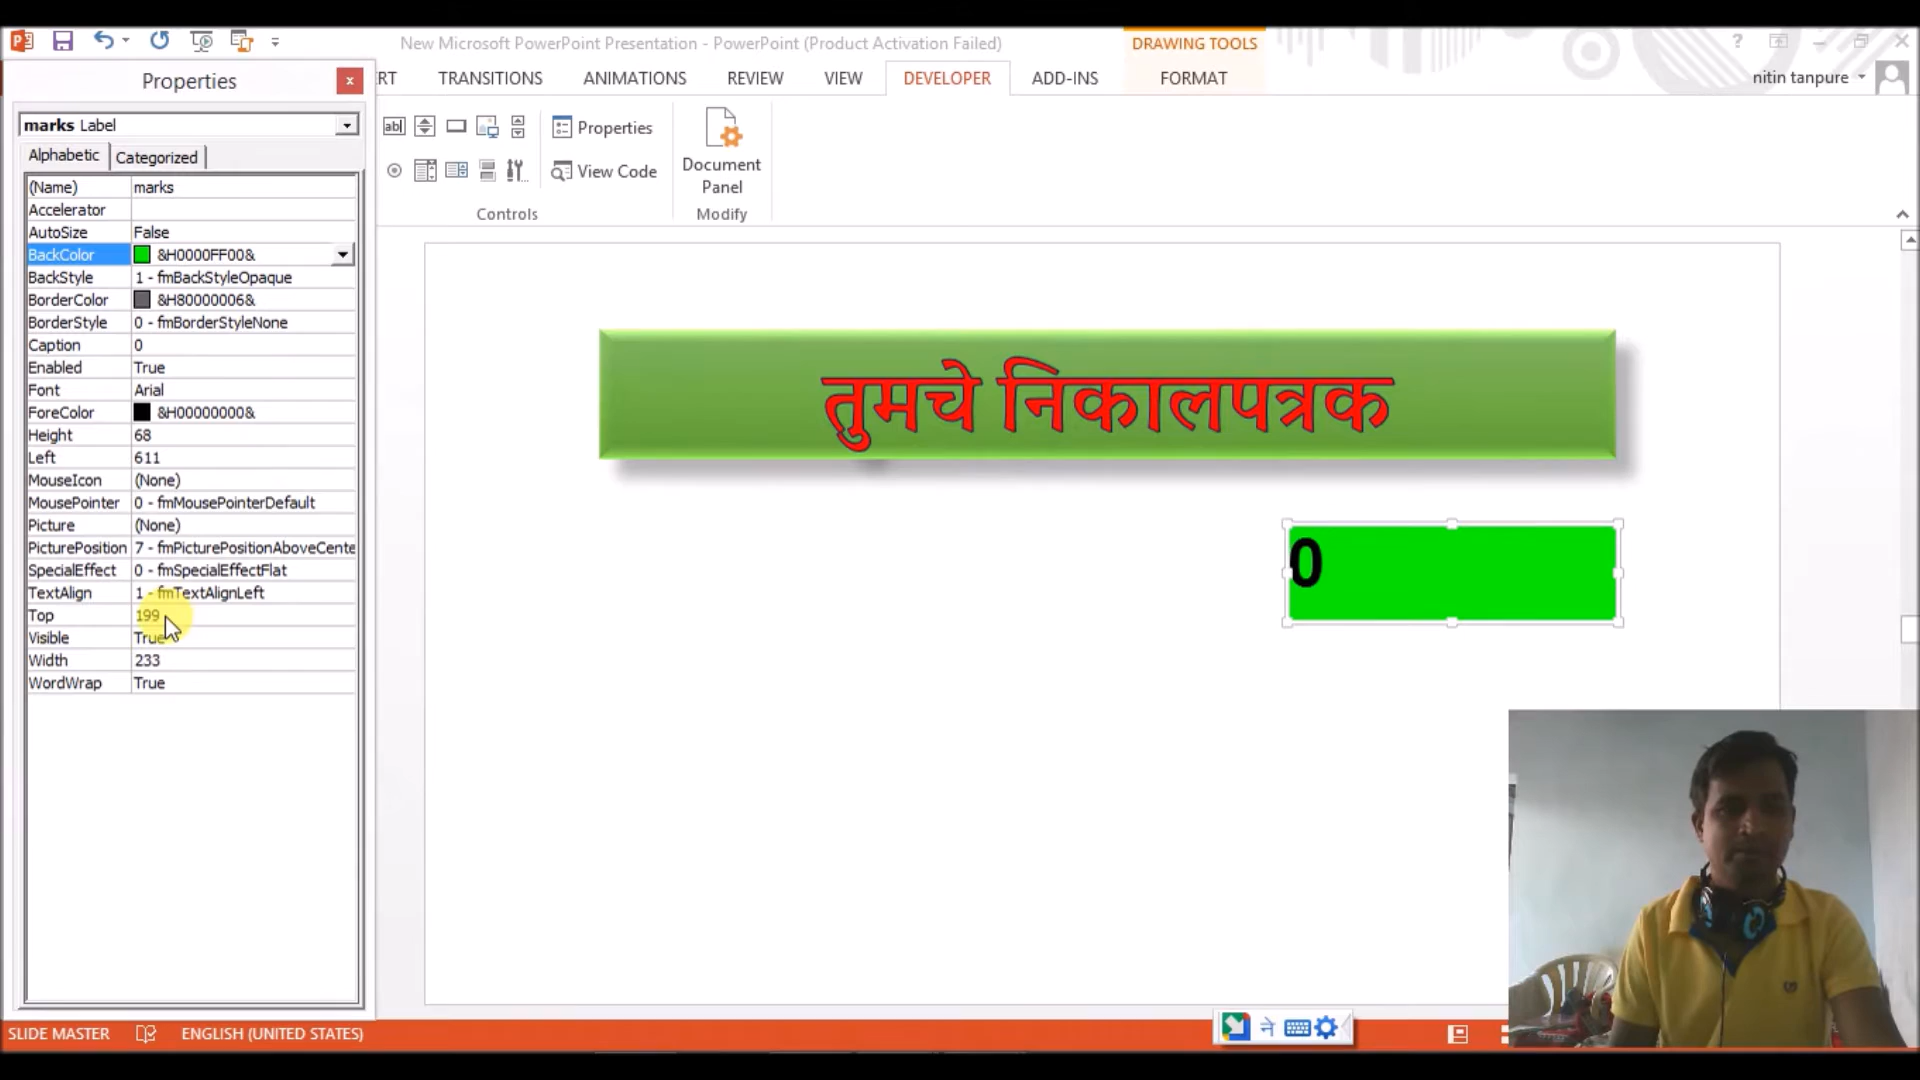 New Microsoft PowerPoint Presentation - PowerPoint (Product Activation Failed)
DRAWING TOOLS
?
Properties
x
RT
TRANSITIONS
ANIMATIONS
REVIEW
VIEW
DEVELOPER
ADD-INS
FORMAT
nitin tanpure
marks Label
Alphabetic
Categorized
(Name) marks
Accelerator
AutoSize False
BackColor &H0000FF00&
BackStyle 1 - fmBackStyleOpaque
BorderColor &H80000006&
BorderStyle 0 - fmBorderStyleNone
Caption 0
Enabled True
Font Arial
ForeColor &H00000000&
Height 68
Left 611
MouseIcon (None)
MousePointer 0 - fmMousePointerDefault
Picture (None)
PicturePosition 7 - fmPicturePositionAboveCente
SpecialEffect 0 - fmSpecialEffectFlat
TextAlign 1 - fmTextAlignLeft
Top 199
Visible True
Width 233
WordWrap True
abl
Properties
View Code
Controls
Document
Panel
Modify
तुमचे निकालपत्रक
0
SLIDE MASTER
ENGLISH (UNITED STATES)
ने